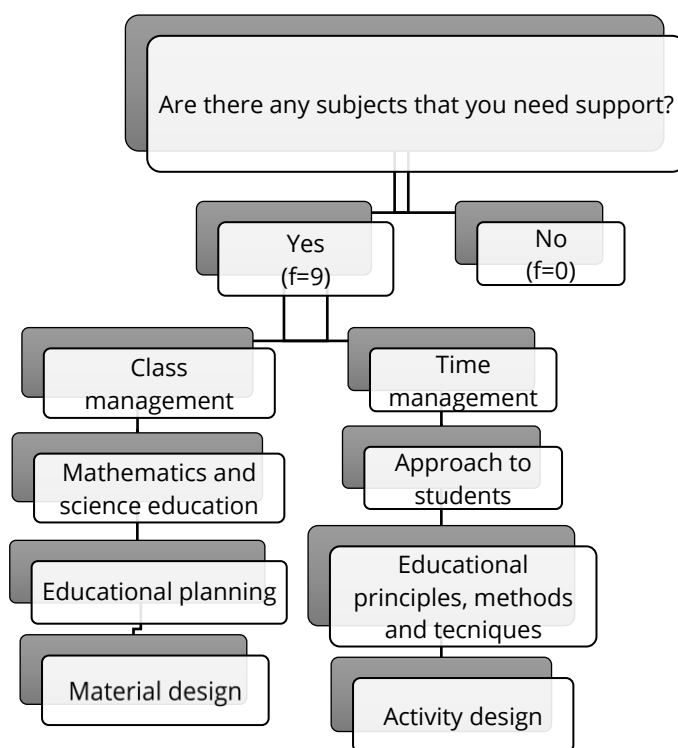 Are there any subjects that you need support?
Yes
(f=9)
No
(f=0)
Class
management
Mathematics and
science education
Educational planning
Material design
Time
management
Approach to
students
Educational
principles, methods
and tecniques
Activity design